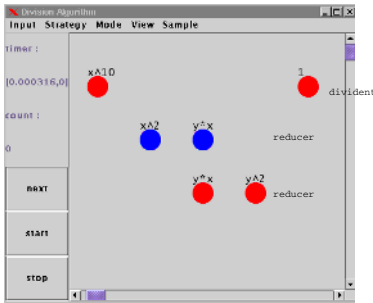 Division Algorithm
Input Strategy Mode View Sample
timer :
x^10 1
[0.000316,0]
divident
count :
x^2 y*x
reducer
0
y*x y^2
next
reducer
start
stop